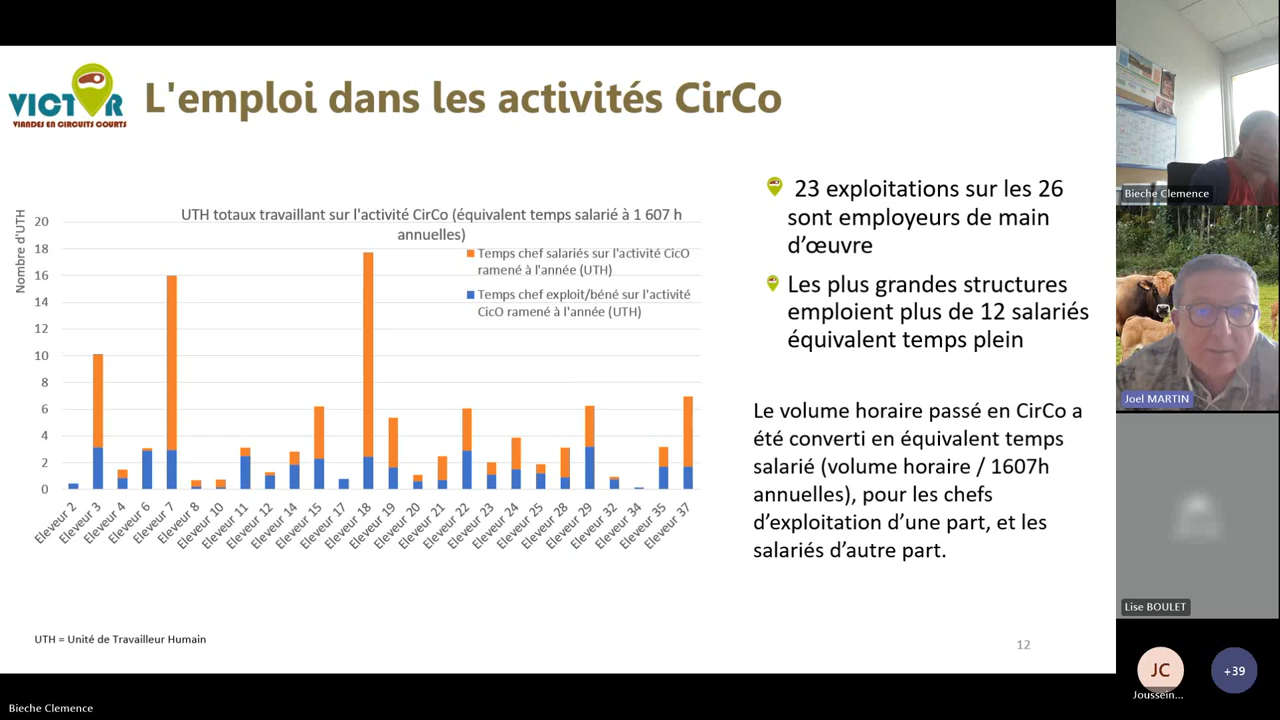 VICTOR
VIANDES EN CIRCUITS COURTS
L'emploi dans les activités CirCo
UTH totaux travaillant sur l'activité CirCo (équivalent temps salarié à 1 607 h
annuelles)
Nombre d'UTH
20
18
16
14
12
10
8
6
4
2
0
Temps chef salariés sur l'activité CicO
ramené à l'année (UTH)
Temps chef exploit/béné sur l'activité
CicO ramené à l'année (UTH)
Eleveur 2
Eleveur 3
Eleveur 4
Eleveur 6
Eleveur 7
Eleveur 8
Eleveur 10
Eleveur 11
Eleveur 12
Eleveur 14
Eleveur 15
Eleveur 17
Eleveur 18
Eleveur 19
Eleveur 20
Eleveur 21
Eleveur 22
Eleveur 23
Eleveur 24
Eleveur 25
Eleveur 28
Eleveur 29
Eleveur 32
Eleveur 34
Eleveur 35
Eleveur 37
23 exploitations sur les 26
sont employeurs de main
d'œuvre
Les plus grandes structures
emploient plus de 12 salariés
équivalent temps plein
Le volume horaire passé en CirCo a
été converti en équivalent temps
salarié (volume horaire / 1607h
annuelles), pour les chefs
d'exploitation d'une part, et les
salariés d'autre part.
UTH = Unité de Travailleur Humain
12
Bieche Clemence
Joel MARTIN
Lise BOULET
JC
Joussein...
+39
Bieche Clemence